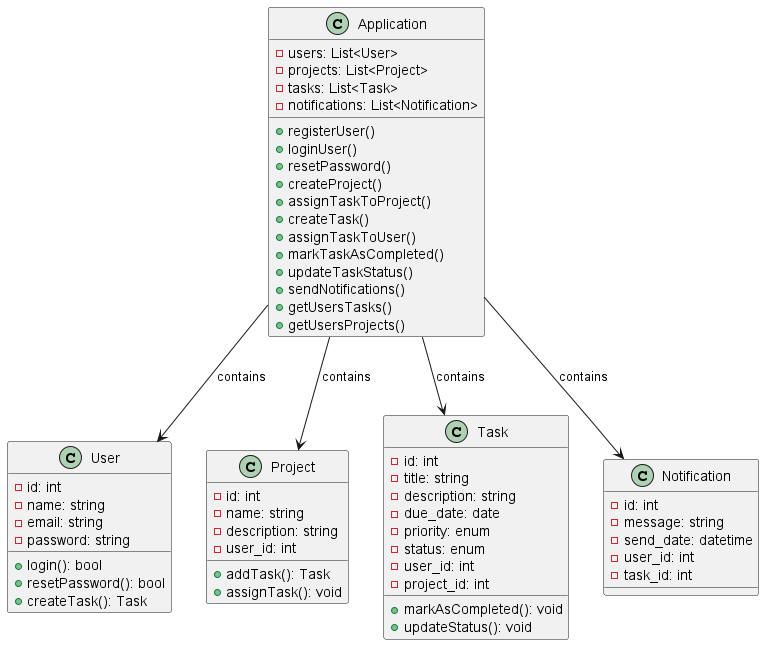 C Application
users: List<User>
projects: List<Project>
tasks: List<Task>
notifications: List<Notification>
registerUser()
loginUser()
resetPassword()
createProject()
assignTaskToProject()
createTask()
assignTaskToUser()
markTaskAsCompleted()
updateTaskStatus()
sendNotifications()
getUsersTasks()
getUsersProjects()
contains
contains
contains
contains
C User
id: int
name: string
email: string
password: string
login(): bool
resetPassword(): bool
createTask(): Task
C Project
id: int
name: string
description: string
user_id: int
addTask(): Task
assignTask(): void
C Task
id: int
title: string
description: string
due_date: date
priority: enum
status: enum
user_id: int
project_id: int
markAsCompleted(): void
updateStatus(): void
C Notification
id: int
message: string
send_date: datetime
user_id: int
task_id: int